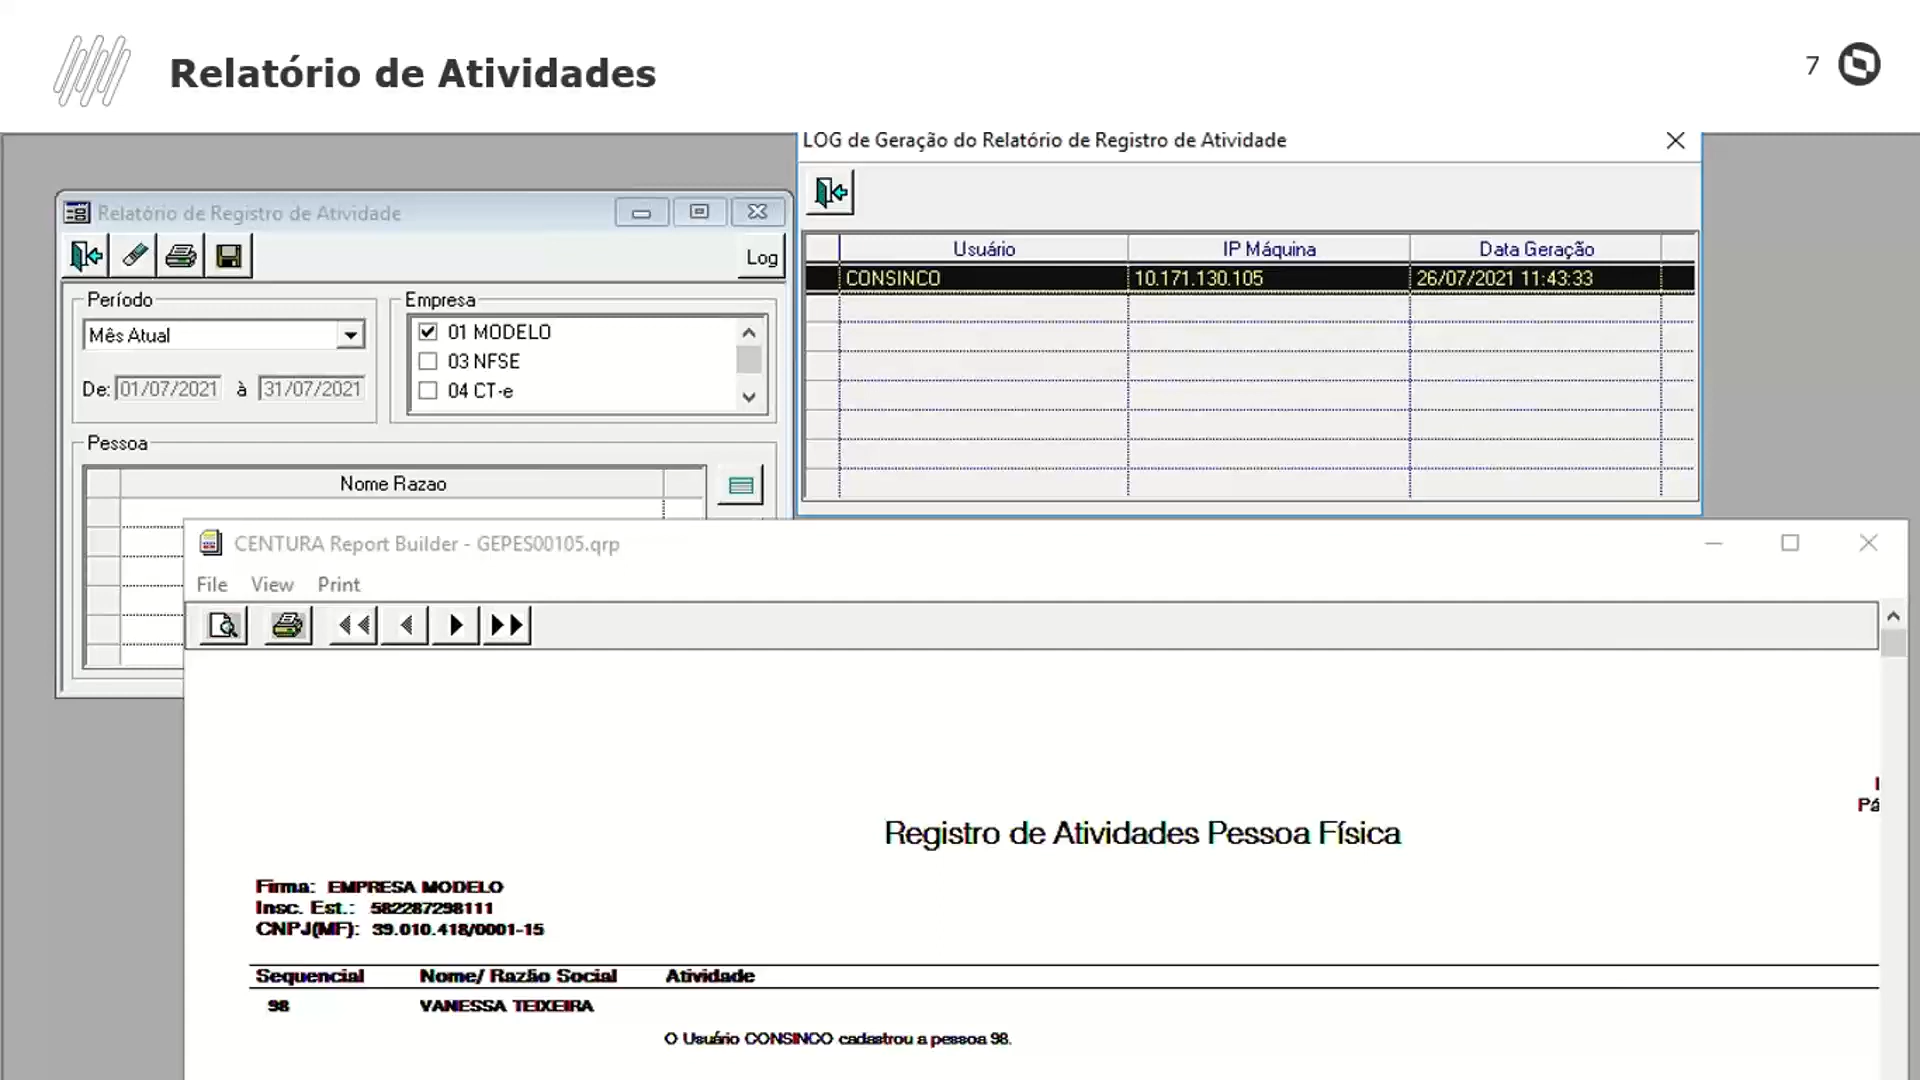 Relatório de Atividades
7
LOG de Geração do Relatório de Registro de Atividade
Usuário IP Máquina Data Geração
CONSINCO 10.171.130.105 26/07/2021 11:43:33
Relatório de Registro de Atividade
Log
Período
Mês Atual
De: 01/07/2021 à 31/07/2021
Empresa
01 MODELO
03 NFSE
04 CT-e
Pessoa
Nome Razao
CENTURA Report Builder - GEPES00105.qrp
File View Print
Pá
Registro de Atividades Pessoa Física
Firma: EMPRESA MODELO
Insc. Est.: 582287298111
CNPJ(MF): 39.010.418/0001-15
Sequencial Nome/ Razão Social Atividade
98 VANESSA TEIXEIRA
O Usuário CONSINCO cadastrou a pessoa 98.